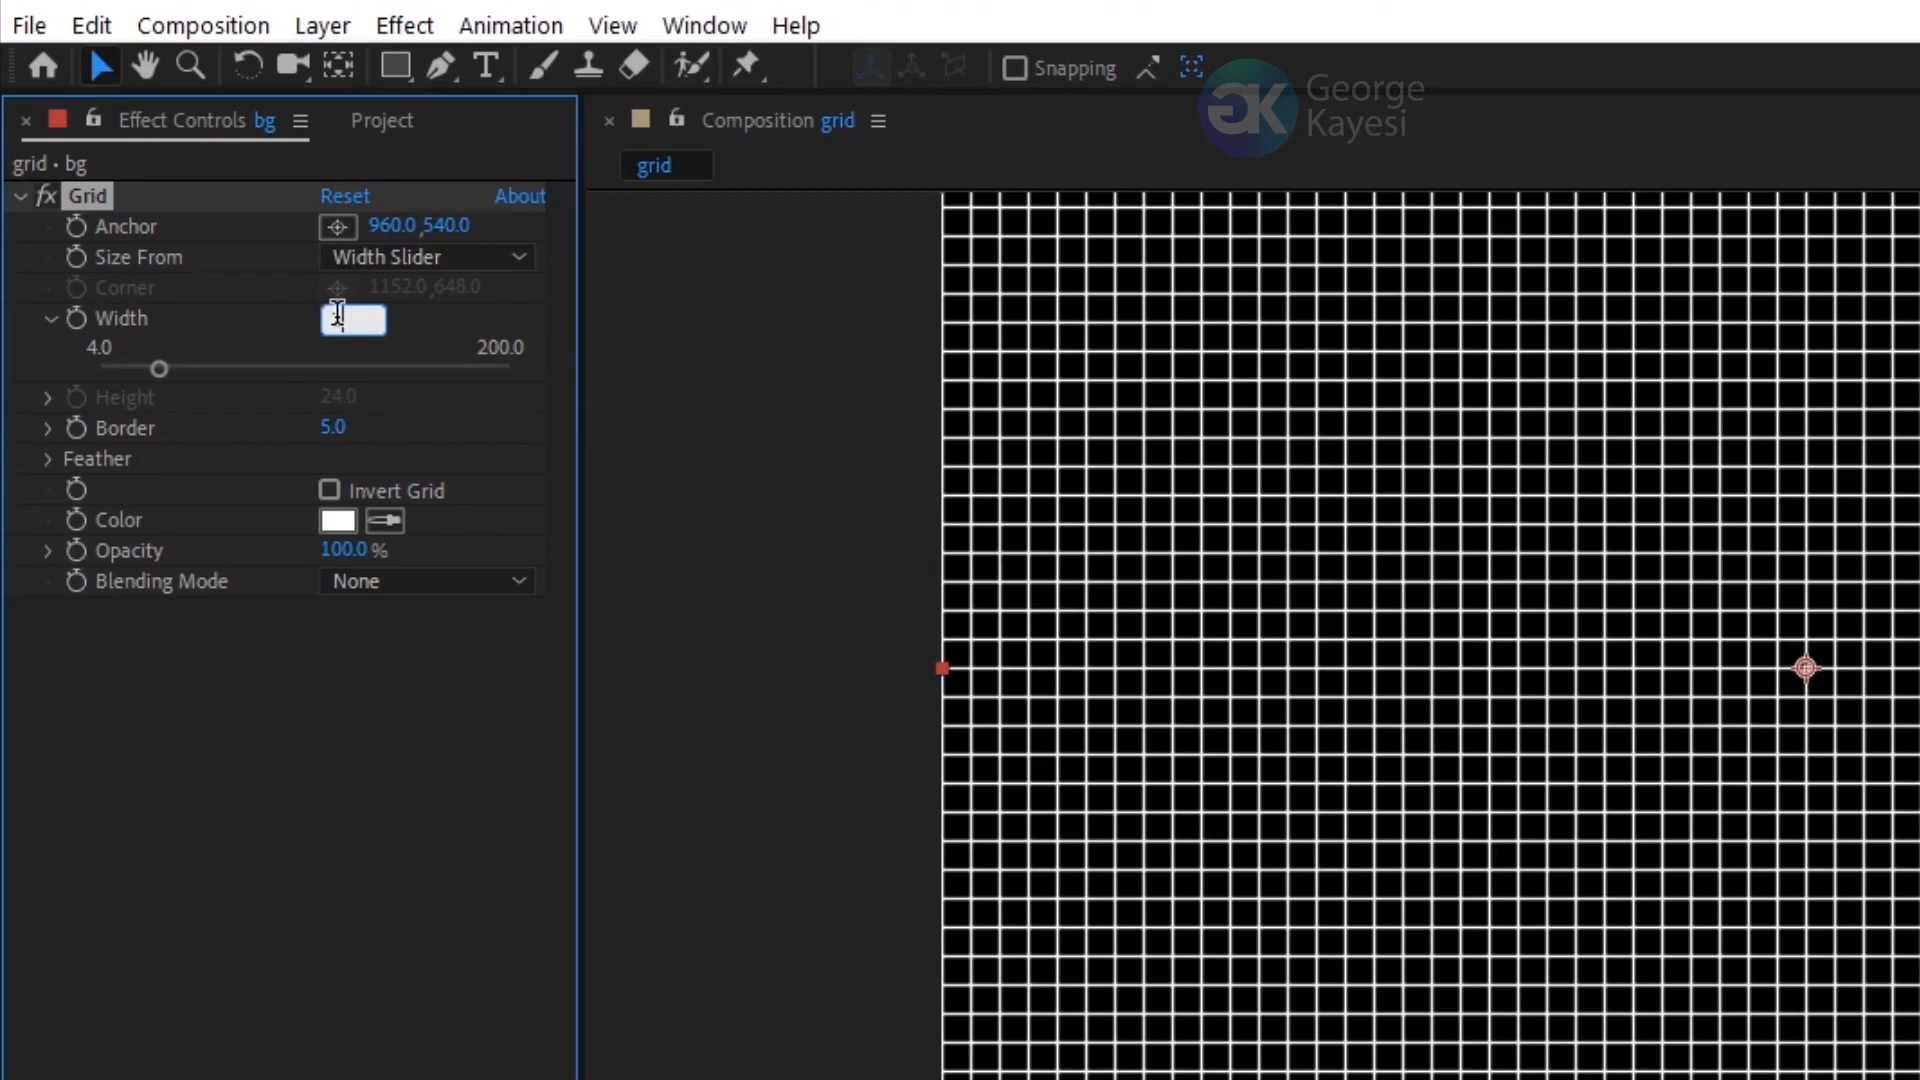 File Edit Composition Layer Effect Animation View Window Help
Snapping
George
Kayesi
Effect Controls bg
Project
Composition grid
grid • bg
grid
fx Grid Reset About
Anchor 960.0 ,540.0
Size From Width Slider
Corner 1152.0 ,648.0
Width
4.0 200.0
Height 24.0
Border 5.0
Feather
Invert Grid
Color
Opacity 100.0 %
Blending Mode None